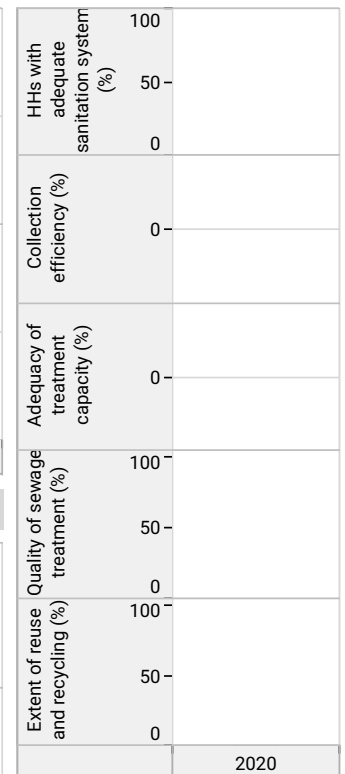 HHs with
adequate
sanitation system
(%)
100
50
0
Collection
efficiency (%)
0
Adequacy of
treatment
capacity (%)
0
Quality of sewage
treatment (%)
100
50
0
Extent of reuse
and recycling (%)
100
50
0
2020